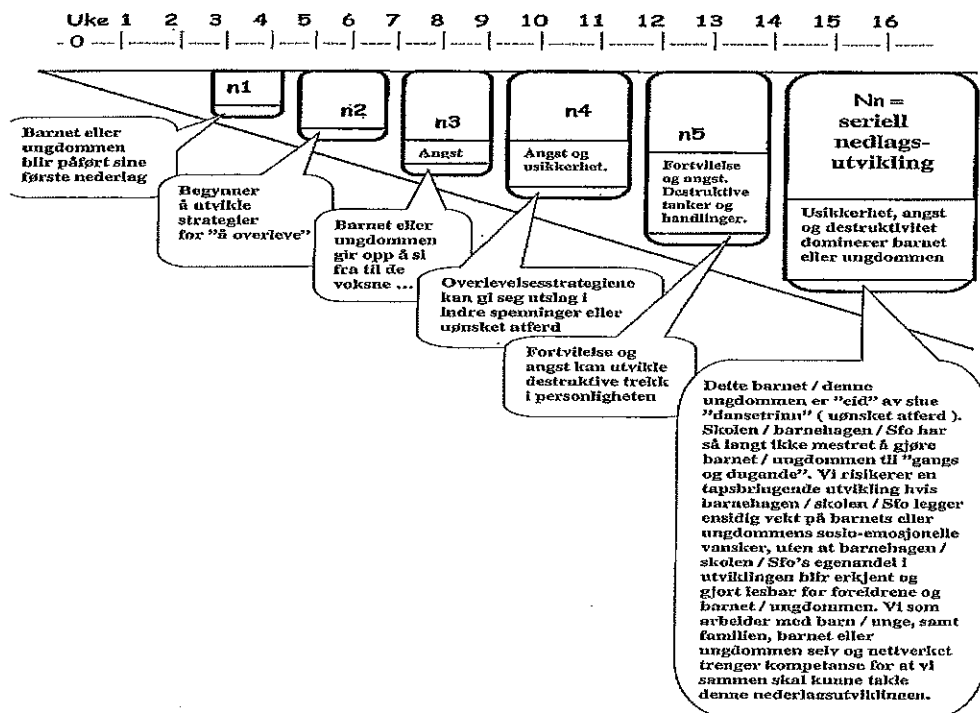 Uke 1 2 3 4 5 6 7 8 9 10 11 12 13 14 15 16
0
n1
n2
n3
Angst
n4
Angst og
usikkerhet.
n5
Fortvilelse
og angst.
Destruktive
tanker og
handlinger.
Nn =
seriell
nedlags-
utvikling
Usikkerhet, angst
og destruktivitet
dominerer barnet
eller ungdommen
Barnet eller
ungdommen
blir påført sine
første nederlag
Begynner
å utvikle
strategier
for "å overleve"
Barnet eller
ungdommen
gir opp å si
fra til de
voksne ...
Overlevelsesstrategiene
kan gi seg utslag i
indre spenninger eller
uønsket atferd
Fortvilelse og
angst kan utvikle
destruktive trekk
i personligheten
Dette barnet / denne
ungdommen er "eid" av sine
"dansetrinn" ( uønsket atferd ).
Skolen / barnehagen / Sfo har
så langt ikke mestret å gjøre
barnet / ungdommen til "gangs
og dugande". Vi risikerer en
tapsbringende utvikling hvis
barnehagen / skolen / Sfo legger
ensidig vekt på barnets eller
ungdommens sosio-emosjonelle
vansker, uten at barnehagen /
skolen / Sfo's egenandel i
utviklingen blir erkjent og
gjort lesbar for foreldrene og
barnet / ungdommen. Vi som
arbeider med barn / unge, samt
familien, barnet eller
ungdommen selv og nettverket
trenger kompetanse for at vi
sammen skal kunne takle
denne nederlagsutviklingen.